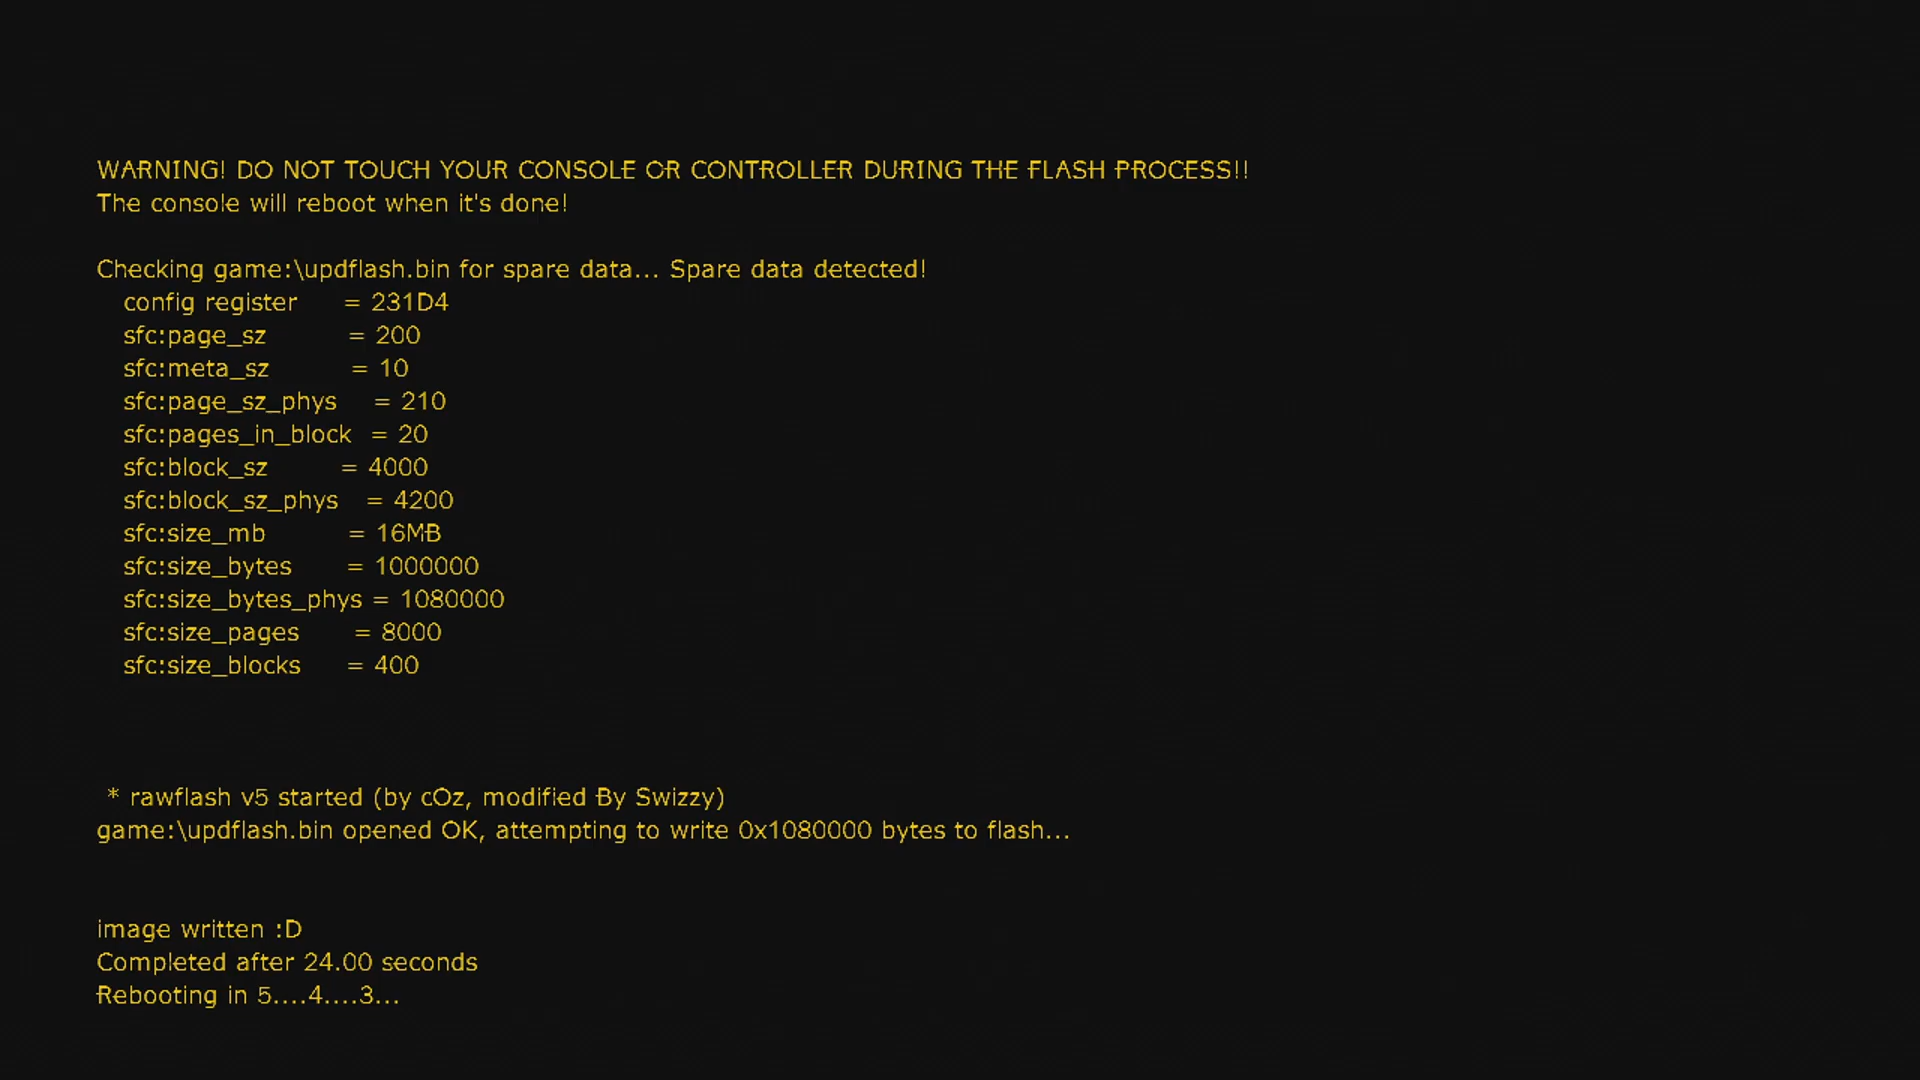 WARNING! DO NOT TOUCH YOUR CONSOLE OR CONTROLLER DURING THE FLASH PROCESS!!
The console will reboot when it's done!
Checking game:\updflash.bin for spare data... Spare data detected!
config register = 231D4
sfc:page_sz = 200
sfc:meta_sz = 10
sfc:page_sz_phys = 210
sfc:pages_in_block = 20
sfc:block_sz = 4000
sfc:block_sz_phys = 4200
sfc:size_mb = 16MB
sfc:size_bytes = 1000000
sfc:size_bytes_phys = 1080000
sfc:size_pages = 8000
sfc:size_blocks = 400
* rawflash v5 started (by cOz, modified By Swizzy)
game:\updflash.bin opened OK, attempting to write 0x1080000 bytes to flash...
image written :D
Completed after 24.00 seconds
Rebooting in 5....4....3...